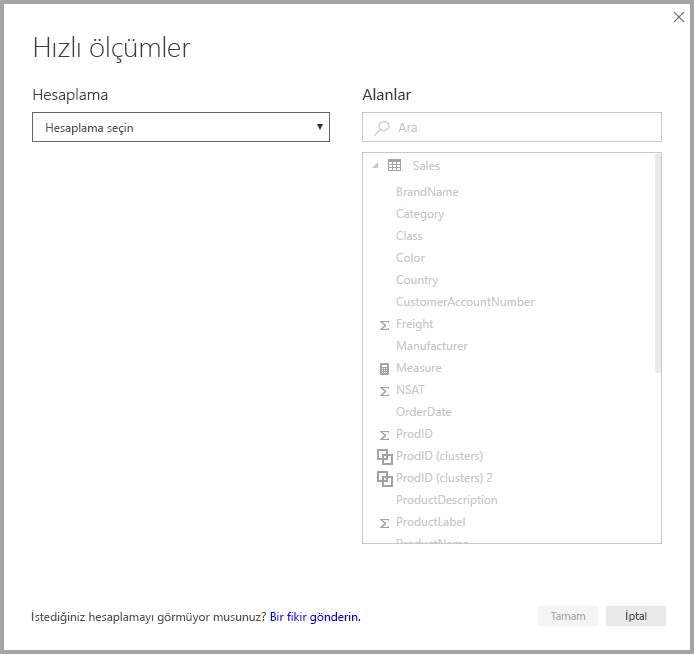 Hızlı ölçümler
Hesaplama
Hesaplama seçin
Alanlar
Ara
Sales
BrandName
Category
Class
Color
Country
CustomerAccountNumber
Freight
Manufacturer
Measure
NSAT
OrderDate
ProdID
ProdID (clusters)
ProdID (clusters) 2
ProductDescription
ProductLabel
ProductName
İstediğiniz hesaplamayı görmüyor musunuz? Bir fikir gönderin.
Tamam
İptal